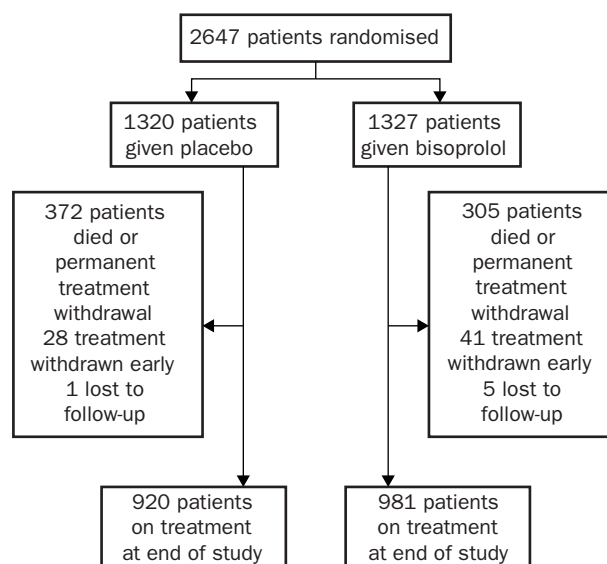 2647 patients randomised
1320 patients
given placebo
1327 patients
given bisoprolol
372 patients
died or
permanent
treatment
withdrawal
28 treatment
withdrawn early
1 lost to
follow-up
305 patients
died or
permanent
treatment
withdrawal
41 treatment
withdrawn early
5 lost to
follow-up
920 patients
on treatment
at end of study
981 patients
on treatment
at end of study